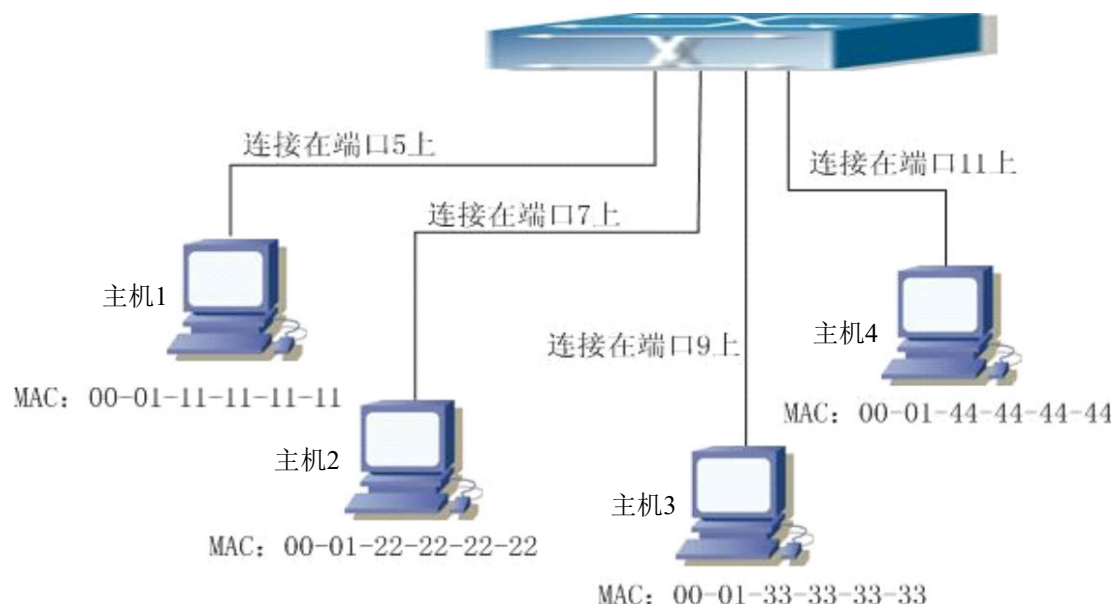 连接在端口5上
连接在端口11上
连接在端口7上
主机1
连接在端口9上
主机4
MAC：00-01-11-11-11-11
MAC：00-01-44-44-44-44
主机2
主机3
MAC：00-01-22-22-22-22
MAC：00-01-33-33-33-33